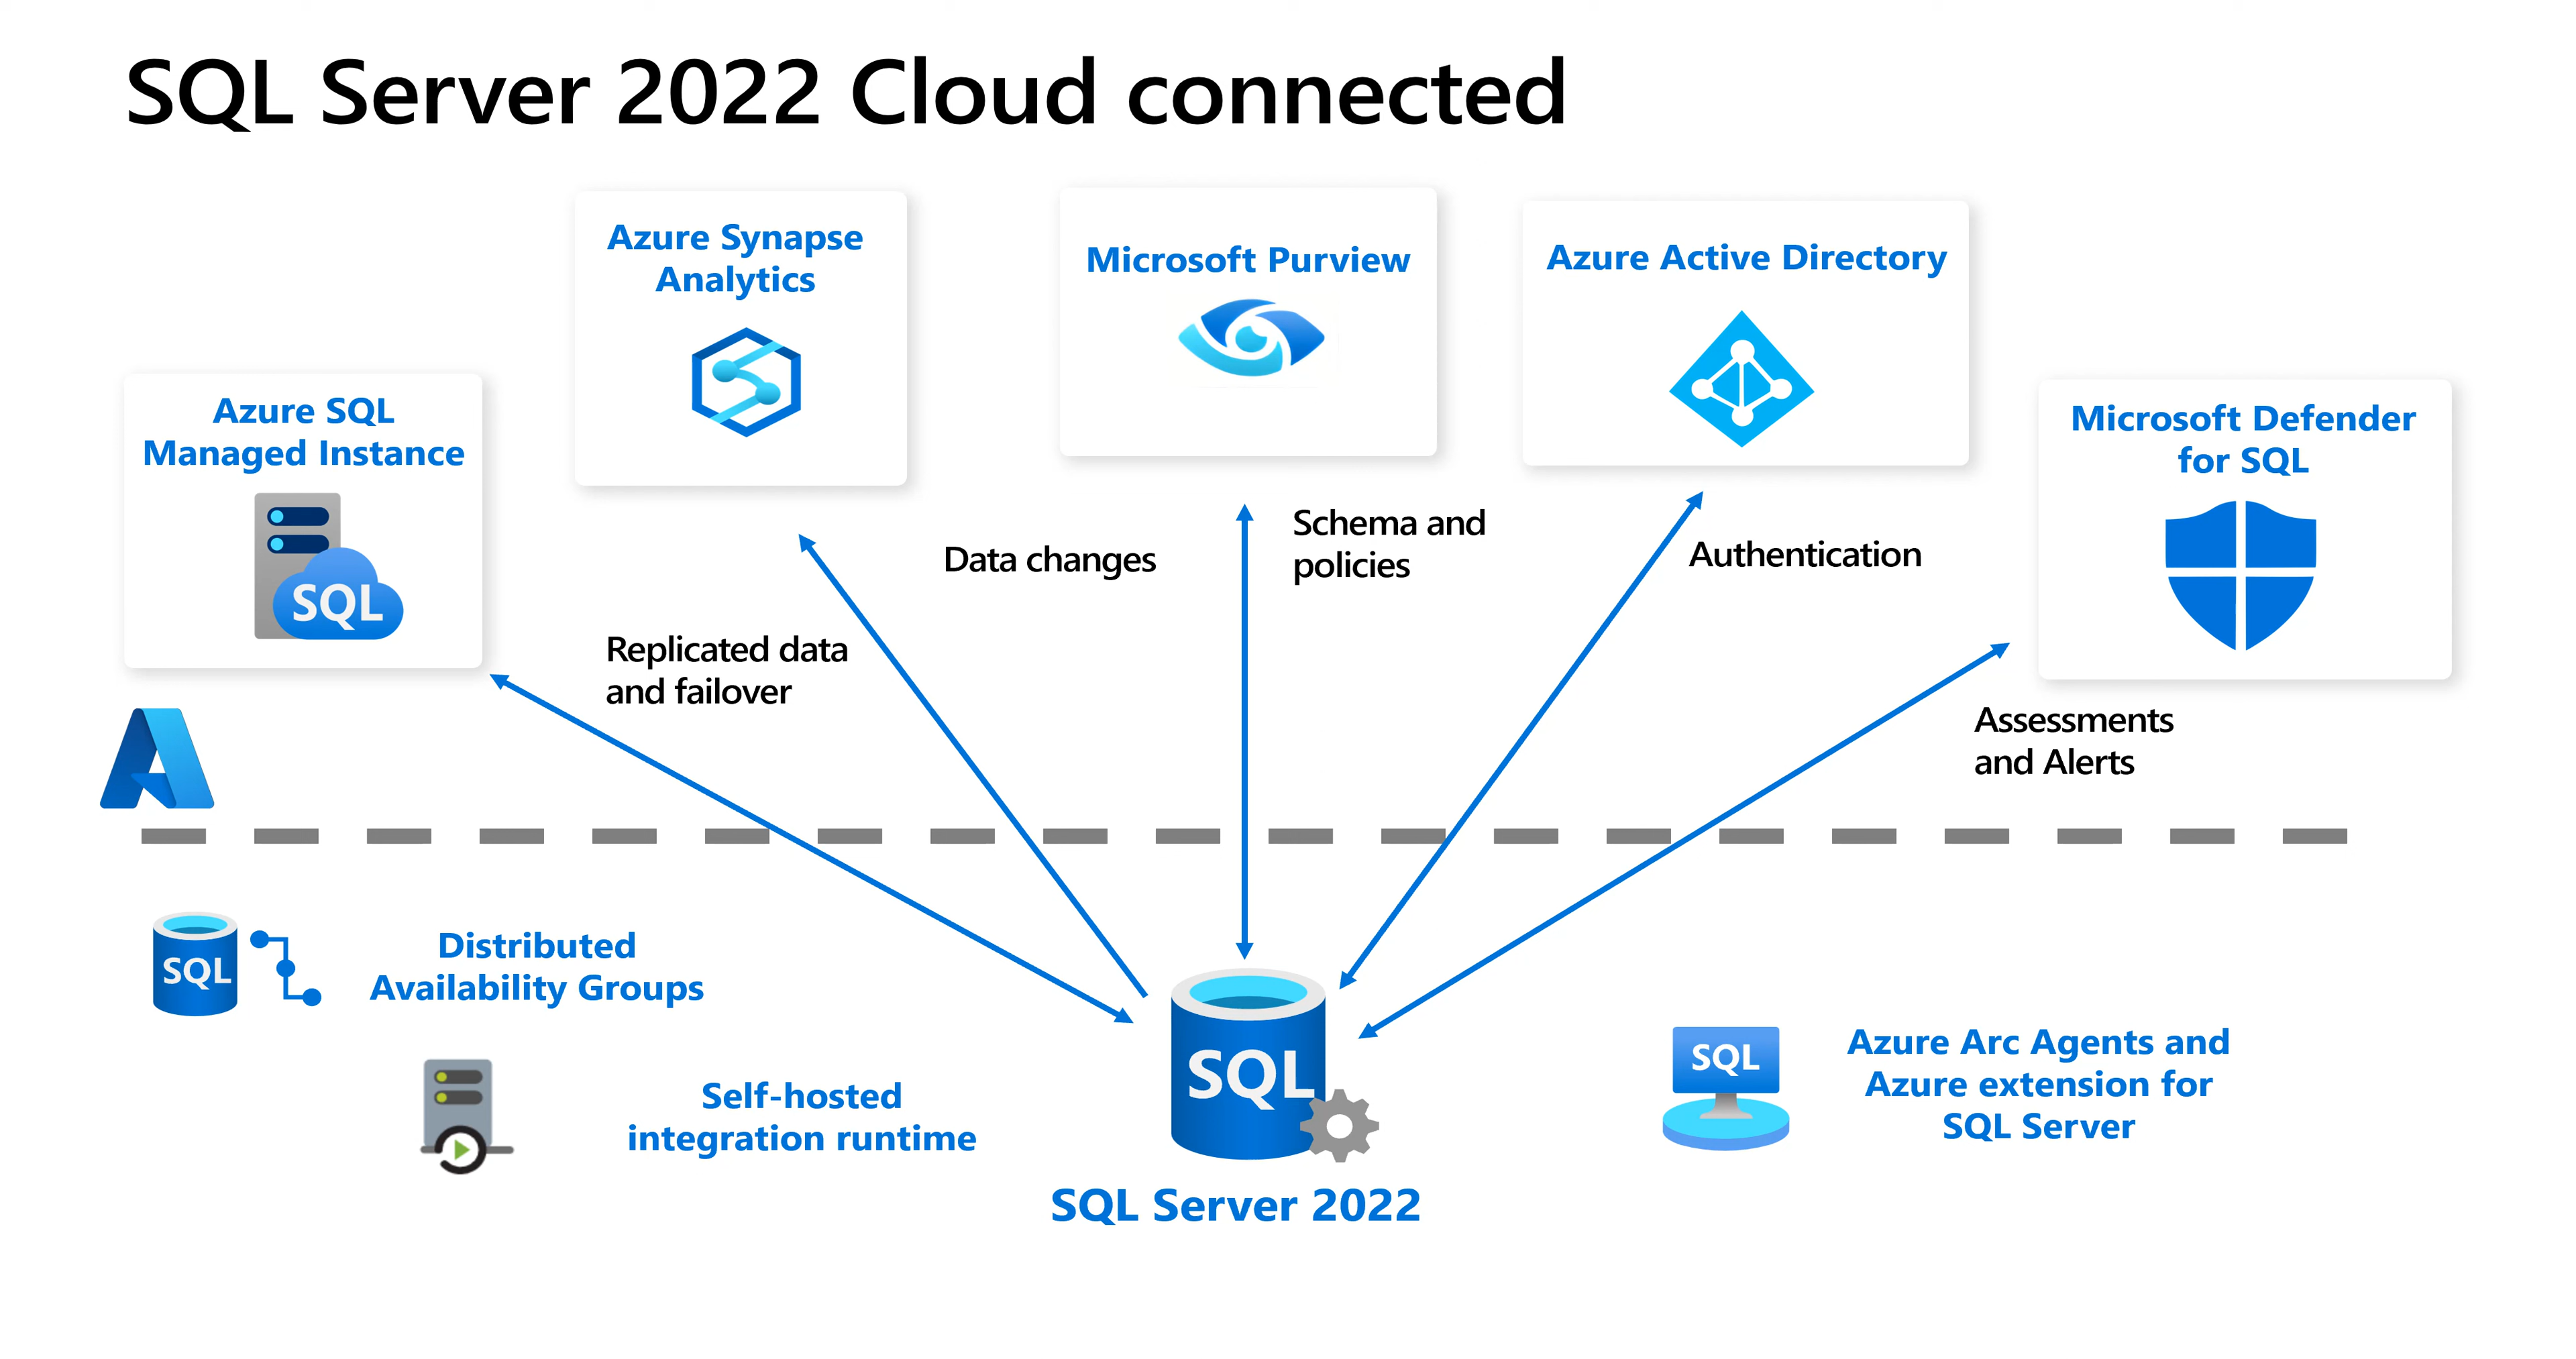 SQL Server 2022 Cloud connected
Azure Synapse
Analytics
Microsoft Purview
Azure Active Directory
Azure SQL
Managed Instance
SQL
Microsoft Defender
for SQL
Data changes
Schema and
policies
Authentication
Replicated data
and failover
Assessments
and Alerts
SQL
Distributed
Availability Groups
Self-hosted
integration runtime
SQL
SQL Server 2022
SQL
Azure Arc Agents and
Azure extension for
SQL Server